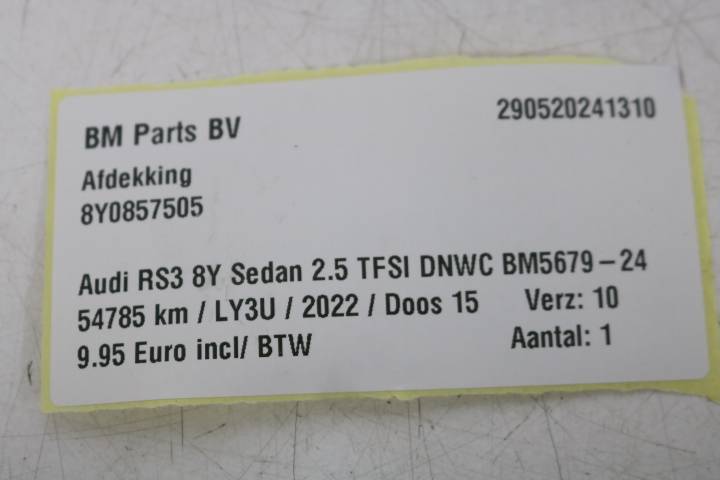 BM Parts BV 290520241310
Afdekking
8Y0857505
Audi RS3 8Y Sedan 2.5 TFSI DNWC BM5679-24
54785 km / LY3U / 2022 / Doos 15 Verz: 10
9.95 Euro incl/ BTW Aantal: 1